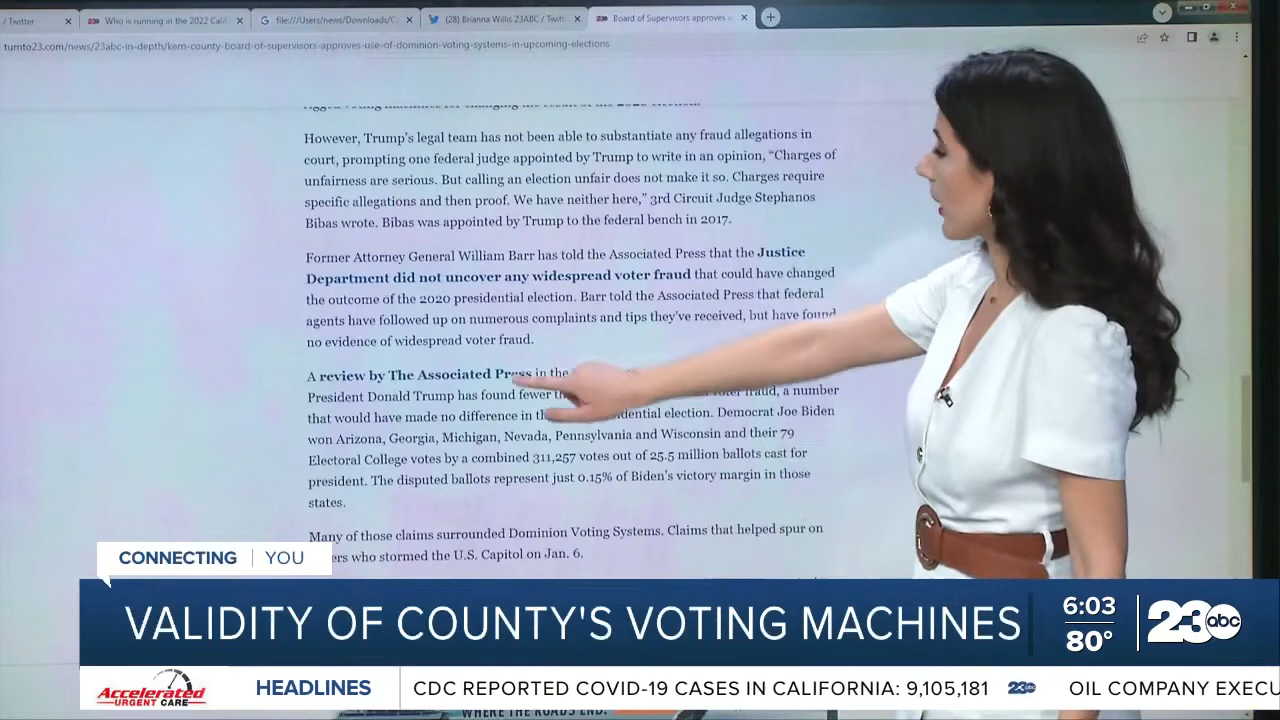 / Twitter
Who is running in the 2022 Calif
file:///Users/news/Downloads/C
(28) Brianna Wills 23ABC / Twitt
Board of Supervisors approves
turnto23.com/news/23abc-in-depth/kern-county-board-of-supervisors-approves-use-of-dominion-voting-systems-in-upcoming-elections
However, Trump's legal team has not been able to substantiate any fraud allegations in
court, prompting one federal judge appointed by Trump to write in an opinion, "Charges of
unfairness are serious. But calling an election unfair does not make it so. Charges require
specific allegations and then proof. We have neither here," 3rd Circuit Judge Stephanos
Bibas wrote. Bibas was appointed by Trump to the federal bench in 2017.
Former Attorney General William Barr has told the Associated Press that the Justice
Department did not uncover any widespread voter fraud that could have changed
the outcome of the 2020 presidential election. Barr told the Associated Press that federal
agents have followed up on numerous complaints and tips they've received, but have found
no evidence of widespread voter fraud.
A review by The Associated Press in the
President Donald Trump has found fewer voter fraud, a number
that would have made no difference in presidential election. Democrat Joe Biden
won Arizona, Georgia, Michigan, Nevada, Pennsylvania and Wisconsin and their 79
Electoral College votes by a combined 311,257 votes out of 25.5 million ballots cast for
president. The disputed ballots represent just 0.15% of Biden's victory margin in those
states.
Many of those claims surrounded Dominion Voting Systems. Claims that helped spur on
who stormed the U.S. Capitol on Jan. 6.
CONNECTING | YOU
VALIDITY OF COUNTY'S VOTING MACHINES
6:03
80°
23 abc
Accelerated
URGENT CARE
HEADLINES
CDC REPORTED COVID-19 CASES IN CALIFORNIA: 9,105,181 23abc OIL COMPANY EXECU
WHERE THE ROADS END.